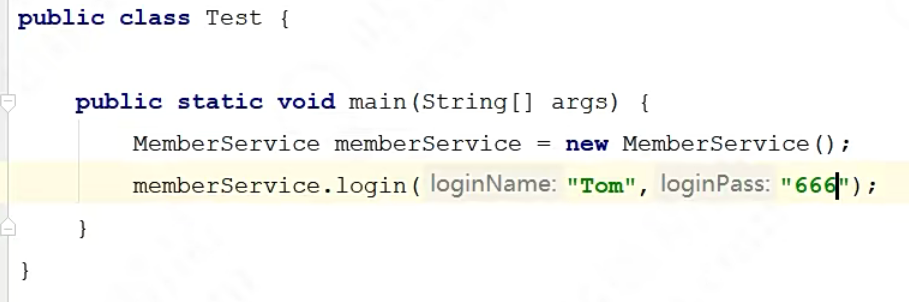 public class Test {
public static void main(String[] args) {
MemberService memberService = new MemberService();
memberService.login( loginName: "Tom", loginPass: "666");
}
}